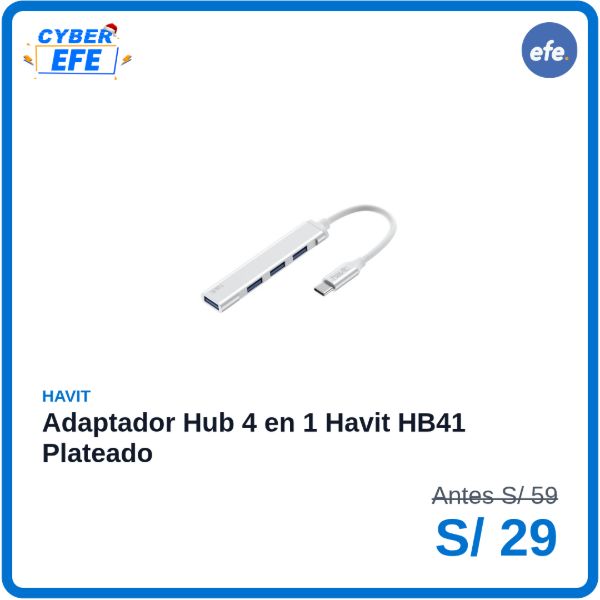 CYBER
EFE
efe.
HAVIT
Adaptador Hub 4 en 1 Havit HB41
Plateado
Antes S/ 59
S/ 29